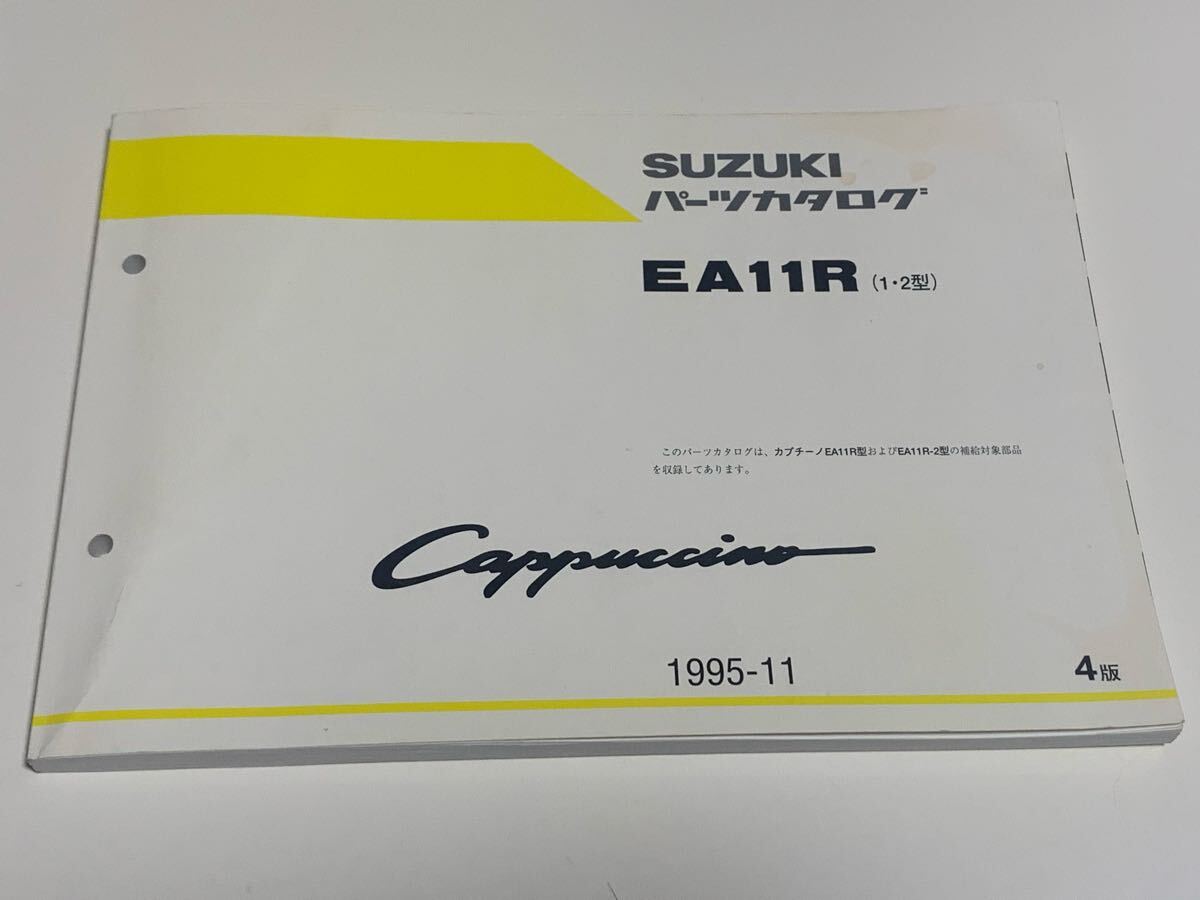 SUZUKI
パーツカタログ
EA11R (1・2型)
このパーツカタログは、カプチーノEA11R型およびEA11R-2型の補給対象部品
を収録してあります。
Cappuccino
1995-11
4版